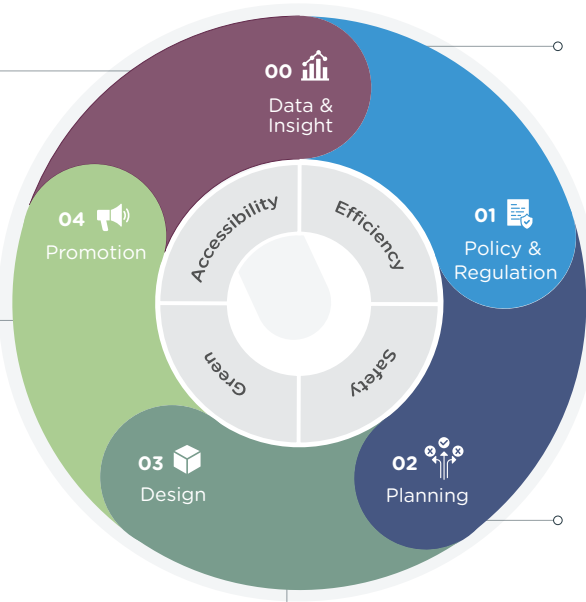 00
Data &
Insight
01
Policy &
Regulation
02
Planning
03
Design
04
Promotion
Accessibility
Efficiency
Safety
Green